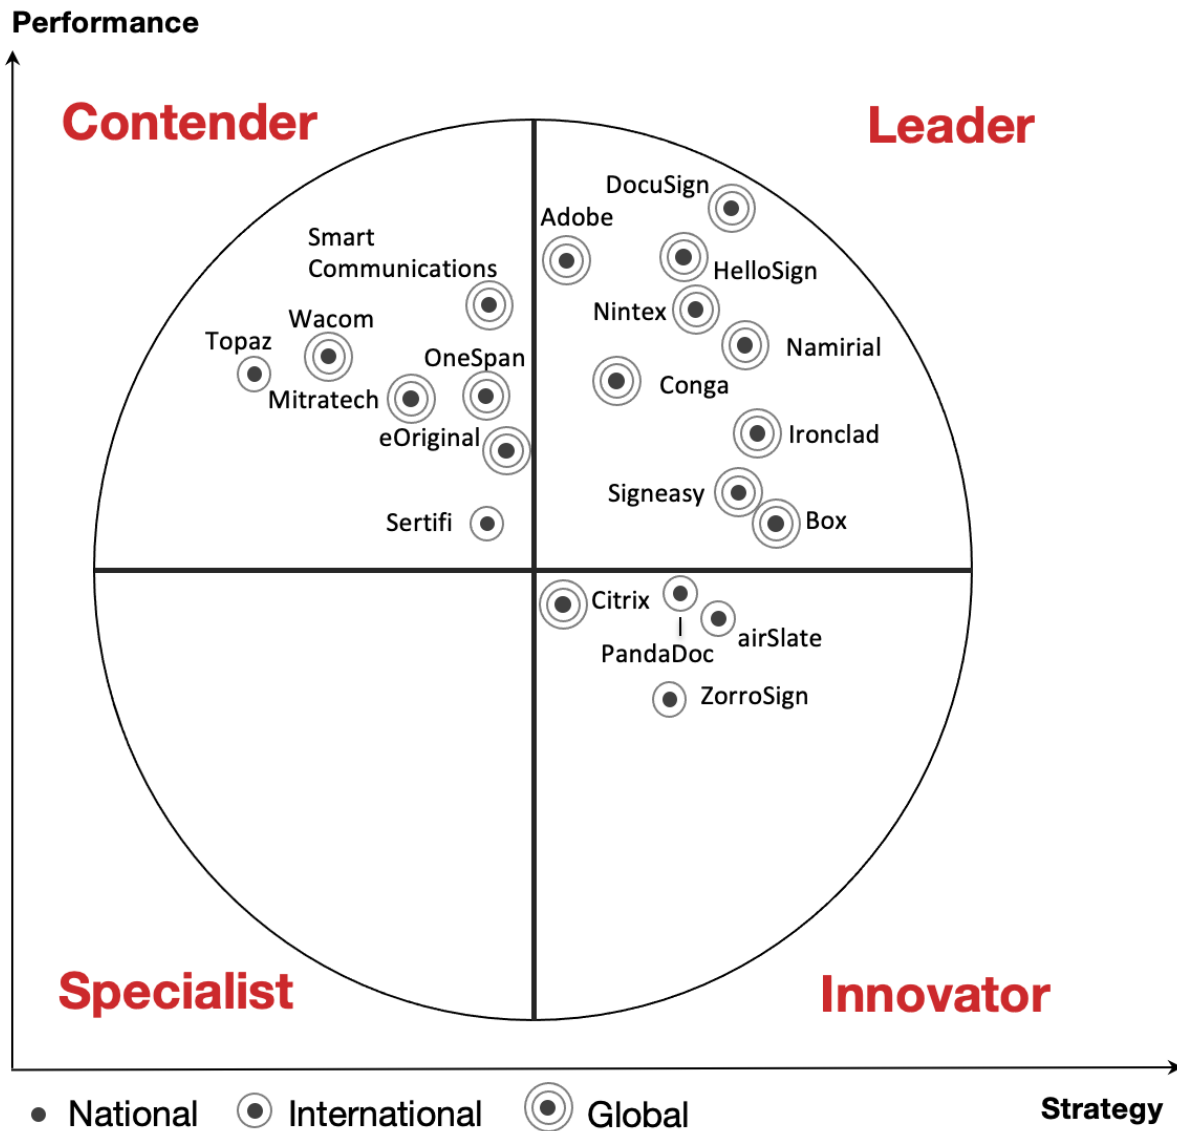 Performance
Contender
Leader
DocuSign
Adobe
Smart
Communications
HelloSign
Nintex
Wacom
Topaz
Namirial
OneSpan
Conga
Mitratech
eOriginal
Ironclad
Signeasy
Sertifi
Box
Citrix
airSlate
PandaDoc
ZorroSign
Specialist
Innovator
National
International
Global
Strategy